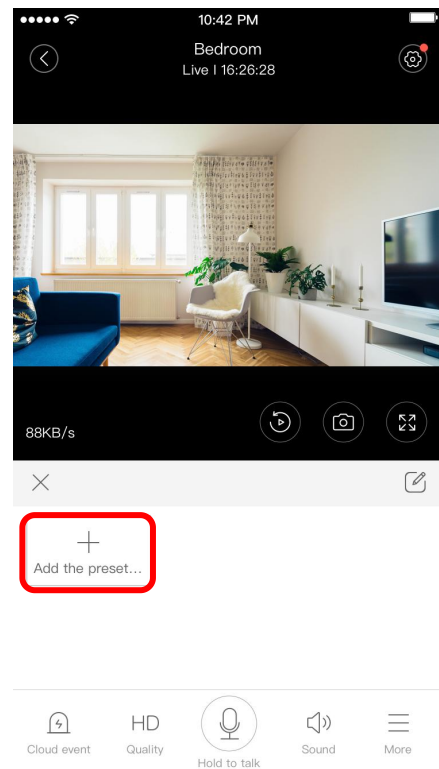 10:42 PM
Bedroom
Live | 16:26:28
88KB/s
Add the preset...
HD
Cloud event
Quality
Hold to talk
Sound
More